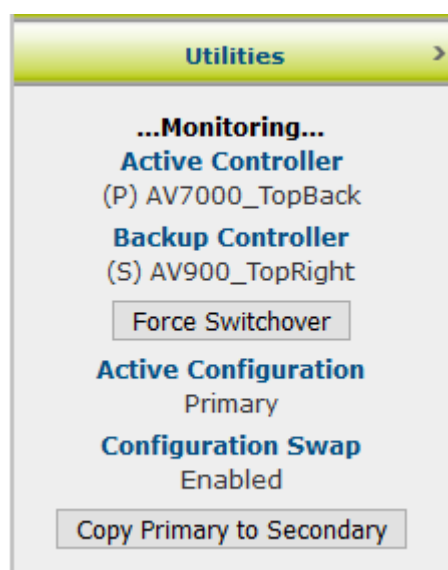 Utilities
...Monitoring...
Active Controller
(P) AV7000_TopBack
Backup Controller
(S) AV900_TopRight
Force Switchover
Active Configuration
Primary
Configuration Swap
Enabled
Copy Primary to Secondary